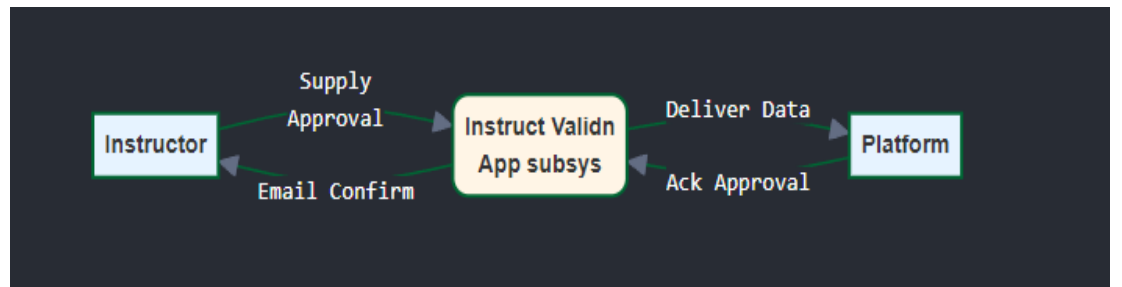 Supply
Approval
Instructor
Instruct Validn
App subsys
Email Confirm
Deliver Data
Ack Approval
Platform